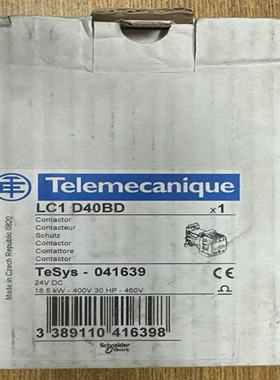 Telemecanique
LC1 D40BD x1
Contactor
Contacteur
Schütz
Contactor
Contattore
Contactor
TeSys - 041639
24V DC
18.5 kW - 400V 30 HP - 460V
3 389110 416398
Schneider
Electric
Made in Czech Republic 0820
CE